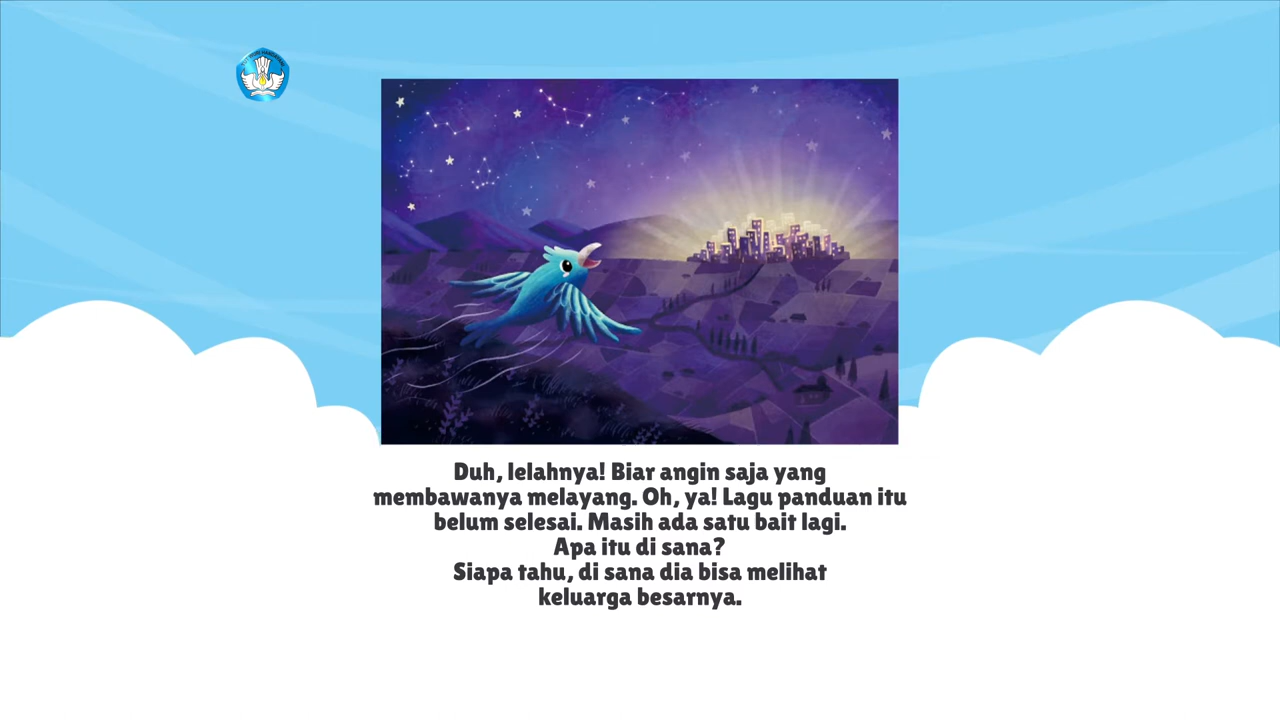 Duh, lelahnya! Biar angin saja yang
membawanya melayang. Oh, ya! Lagu panduan itu
belum selesai. Masih ada satu bait lagi.
Apa itu di sana?
Siapa tahu, di sana dia bisa melihat
keluarga besarnya.